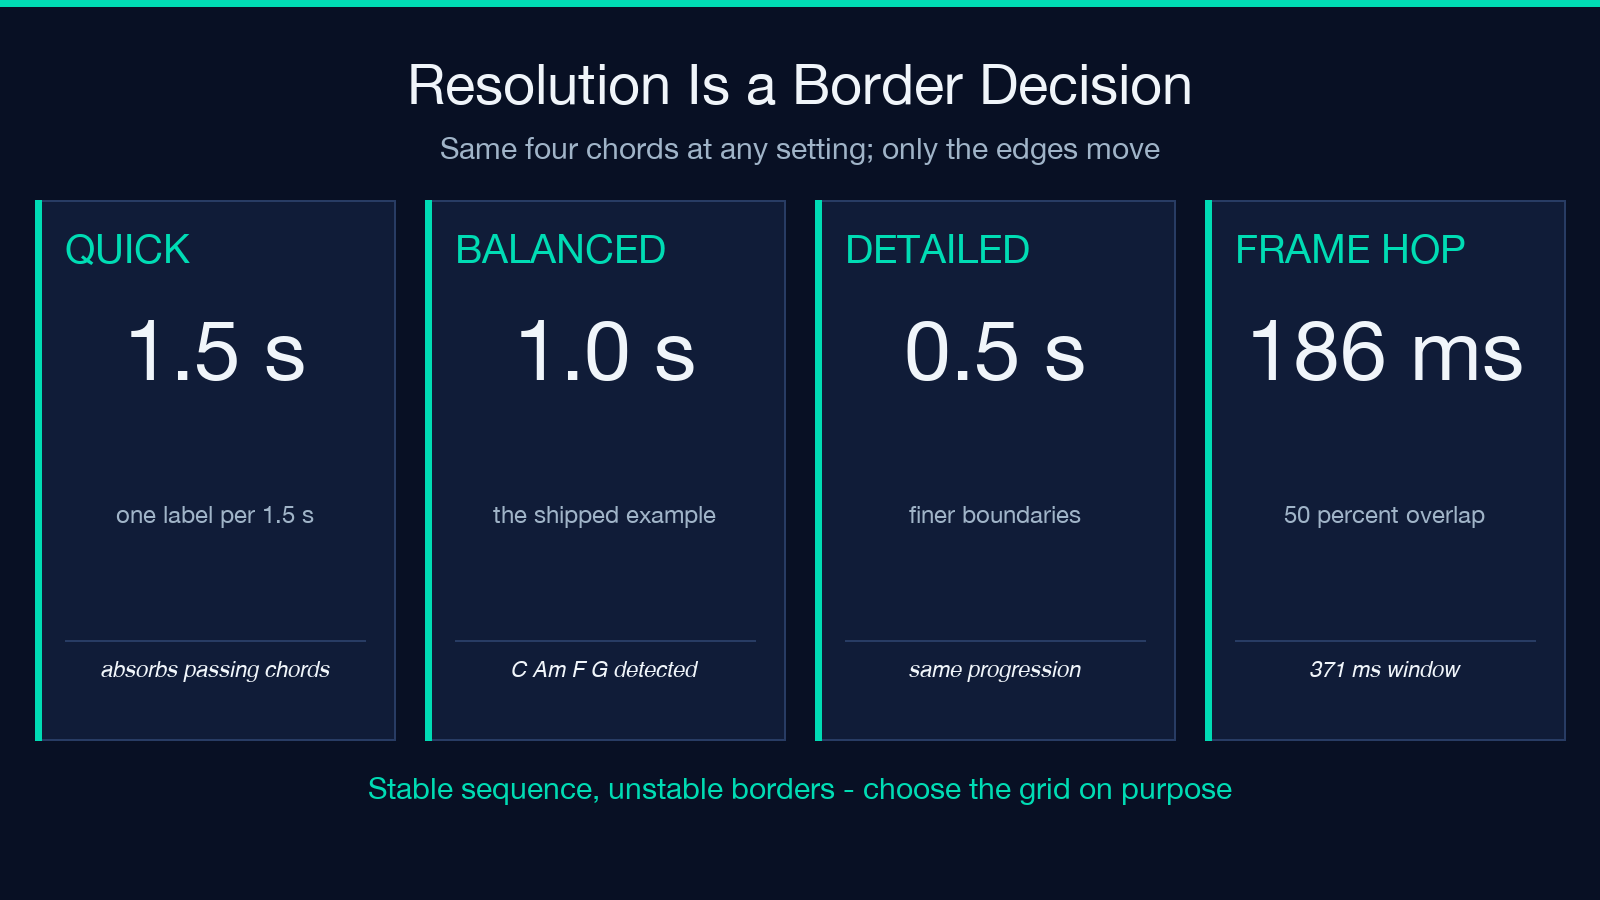 Resolution Is a Border Decision
Same four chords at any setting; only the edges move
QUICK
1.5 s
one label per 1.5 s
absorbs passing chords
BALANCED
1.0 s
the shipped example
C Am F G detected
DETAILED
0.5 s
finer boundaries
same progression
FRAME HOP
186 ms
50 percent overlap
371 ms window
Stable sequence, unstable borders - choose the grid on purpose